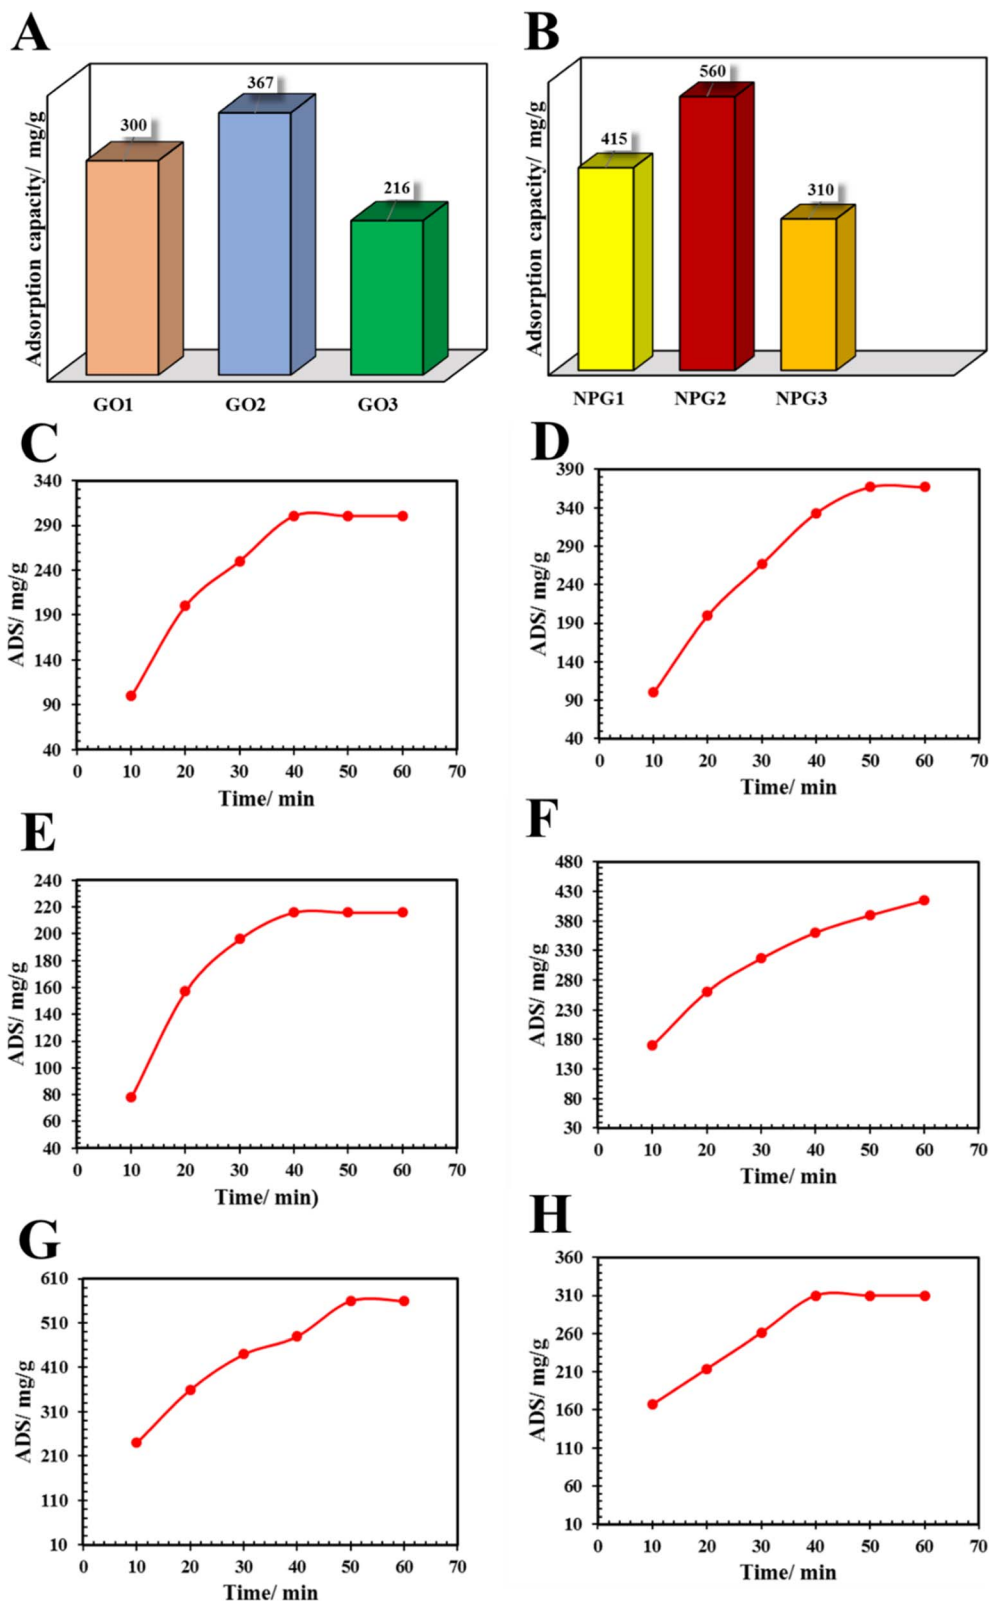 A
Adsorption capacity/ mg/g
300
367
216
GO1 GO2 GO3
B
Adsorption capacity/ mg/g
415
560
310
NPG1 NPG2 NPG3
C
ADS/ mg/g
340
290
240
190
140
90
40
0 10 20 30 40 50 60 70
Time/ min
D
ADS/ mg/g
390
340
290
240
190
140
90
40
0 10 20 30 40 50 60 70
Time/ min
E
ADS/ mg/g
240
220
200
180
160
140
120
100
80
60
40
0 10 20 30 40 50 60 70
Time/ min)
F
ADS/ mg/g
480
430
380
330
280
230
180
130
80
30
0 10 20 30 40 50 60 70
Time/ min
G
ADS/ mg/g
610
510
410
310
210
110
10
0 10 20 30 40 50 60 70
Time/ min
H
ADS/ mg/g
360
310
260
210
160
110
60
10
0 10 20 30 40 50 60 70
Time/ min